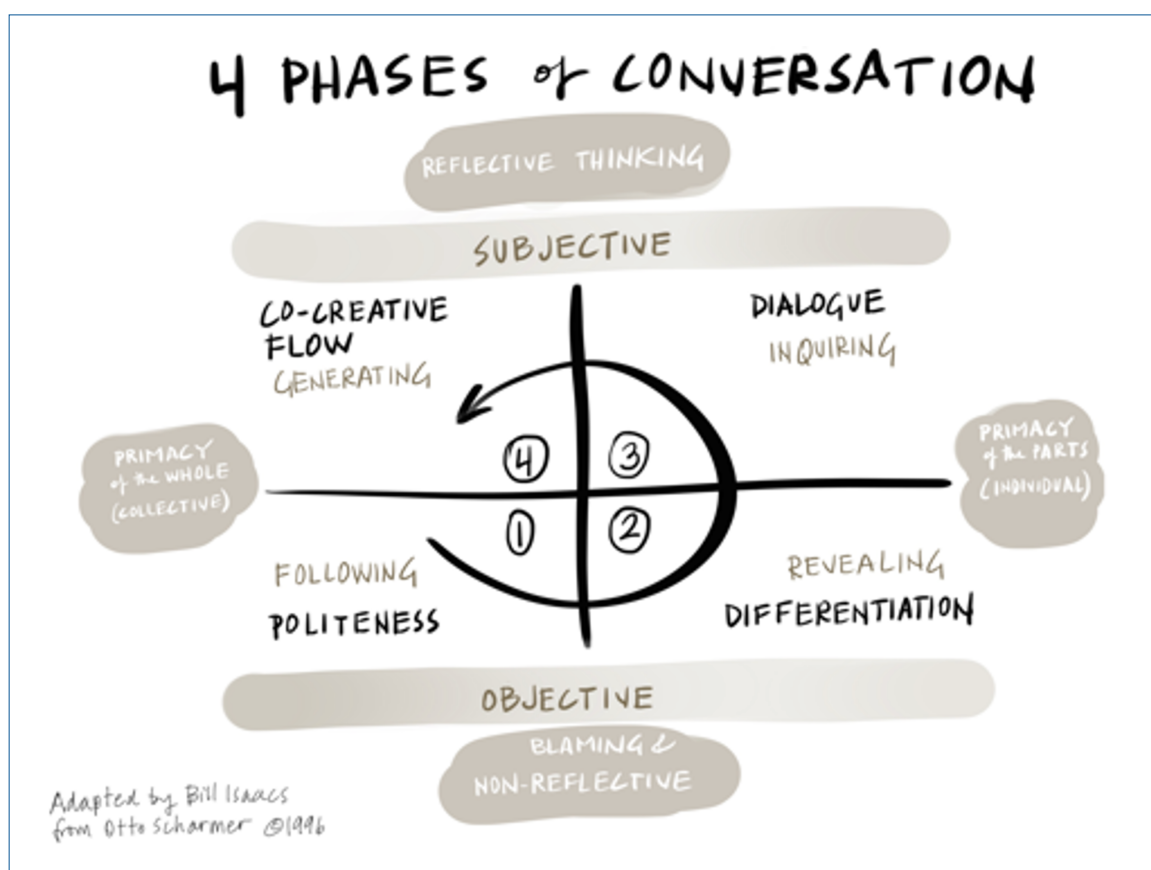 4 PHASES of CONVERSATION
REFLECTIVE THINKING
SUBJECTIVE
CO-CREATIVE
FLOW
GENERATING
DIALOGUE
INQUIRING
PRIMACY
of the WHOLE
(COLLECTIVE)
PRIMACY
of the PARTS
(INDIVIDUAL)
4
3
1
2
FOLLOWING
POLITENESS
REVEALING
DIFFERENTIATION
OBJECTIVE
BLAMING &
NON-REFLECTIVE
Adapted by Bill Isaacs
from Otto Scharmer ©1996